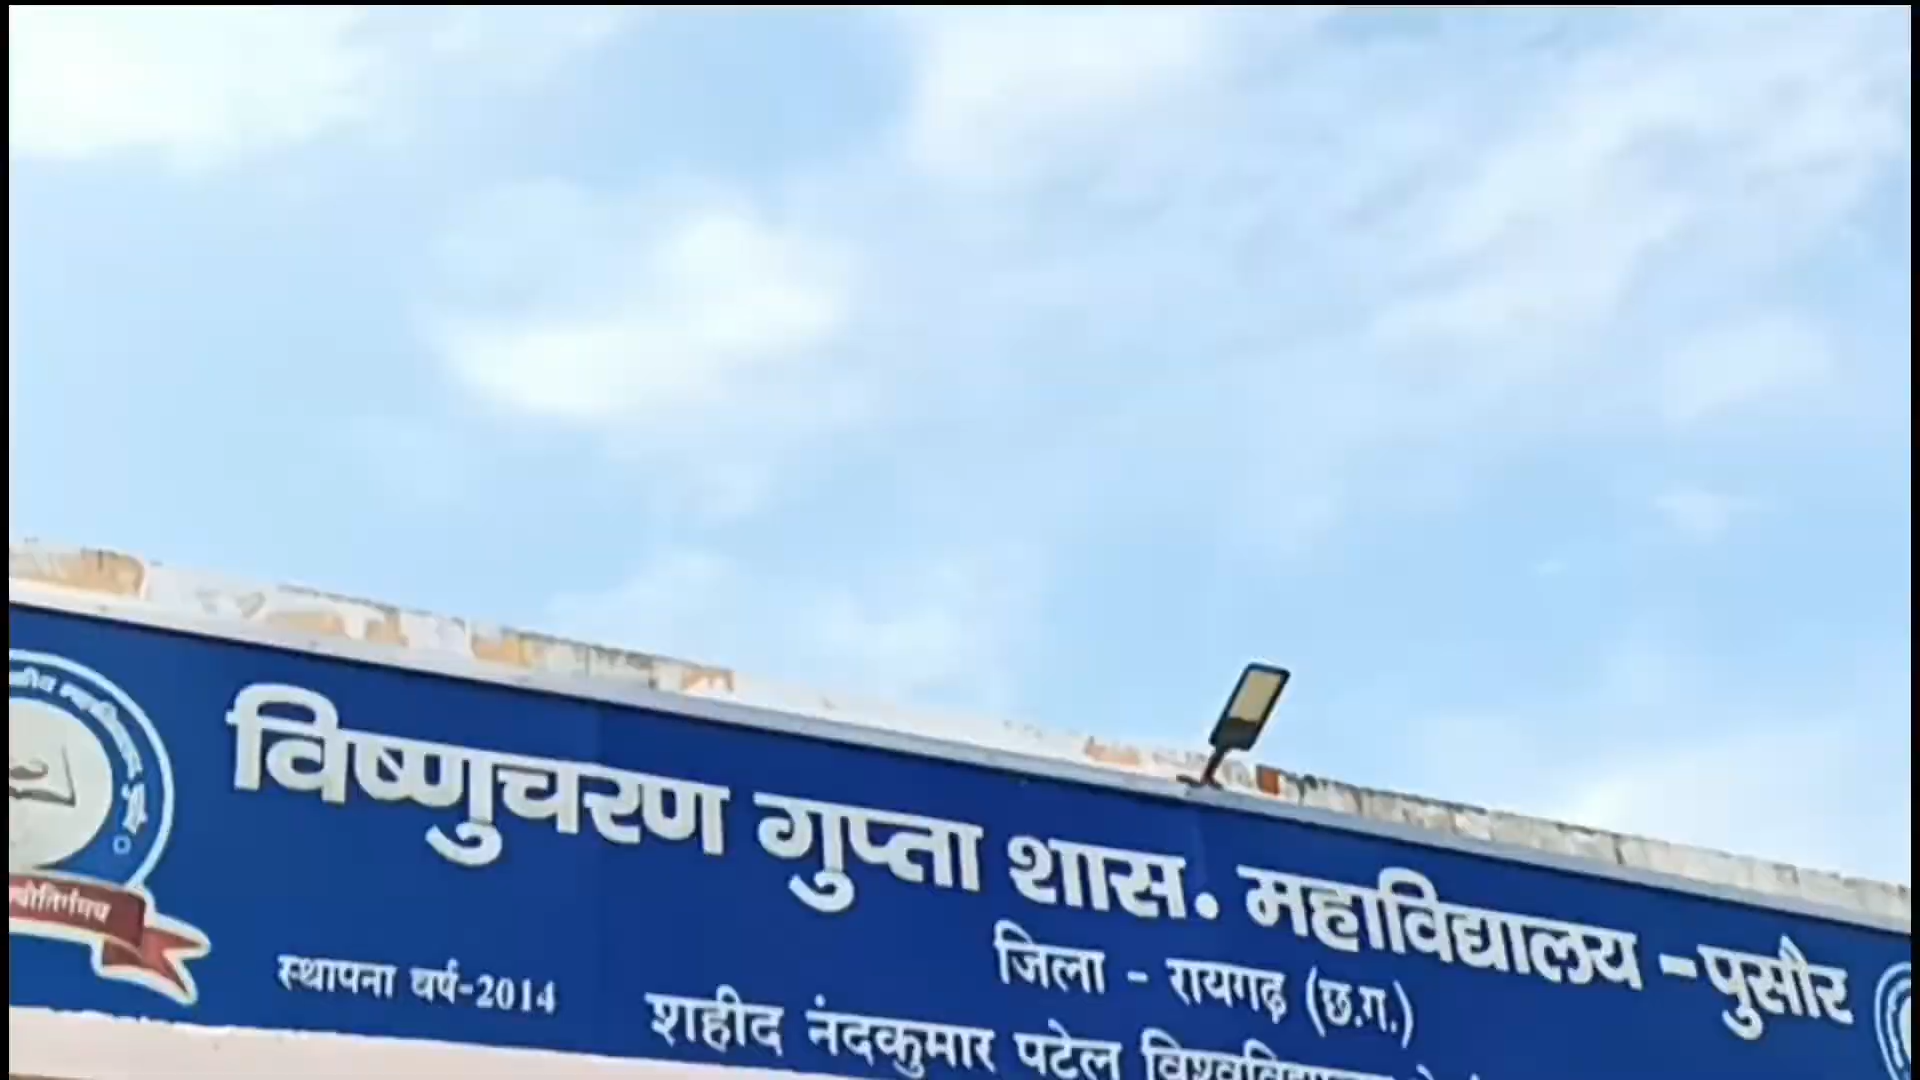 विष्णुचरण गुप्ता शास. महाविद्यालय - पुसौर
जिला - रायगढ़ (छ.ग.)
स्थापना वर्ष-2014
शहीद नंदकुमार पटेल